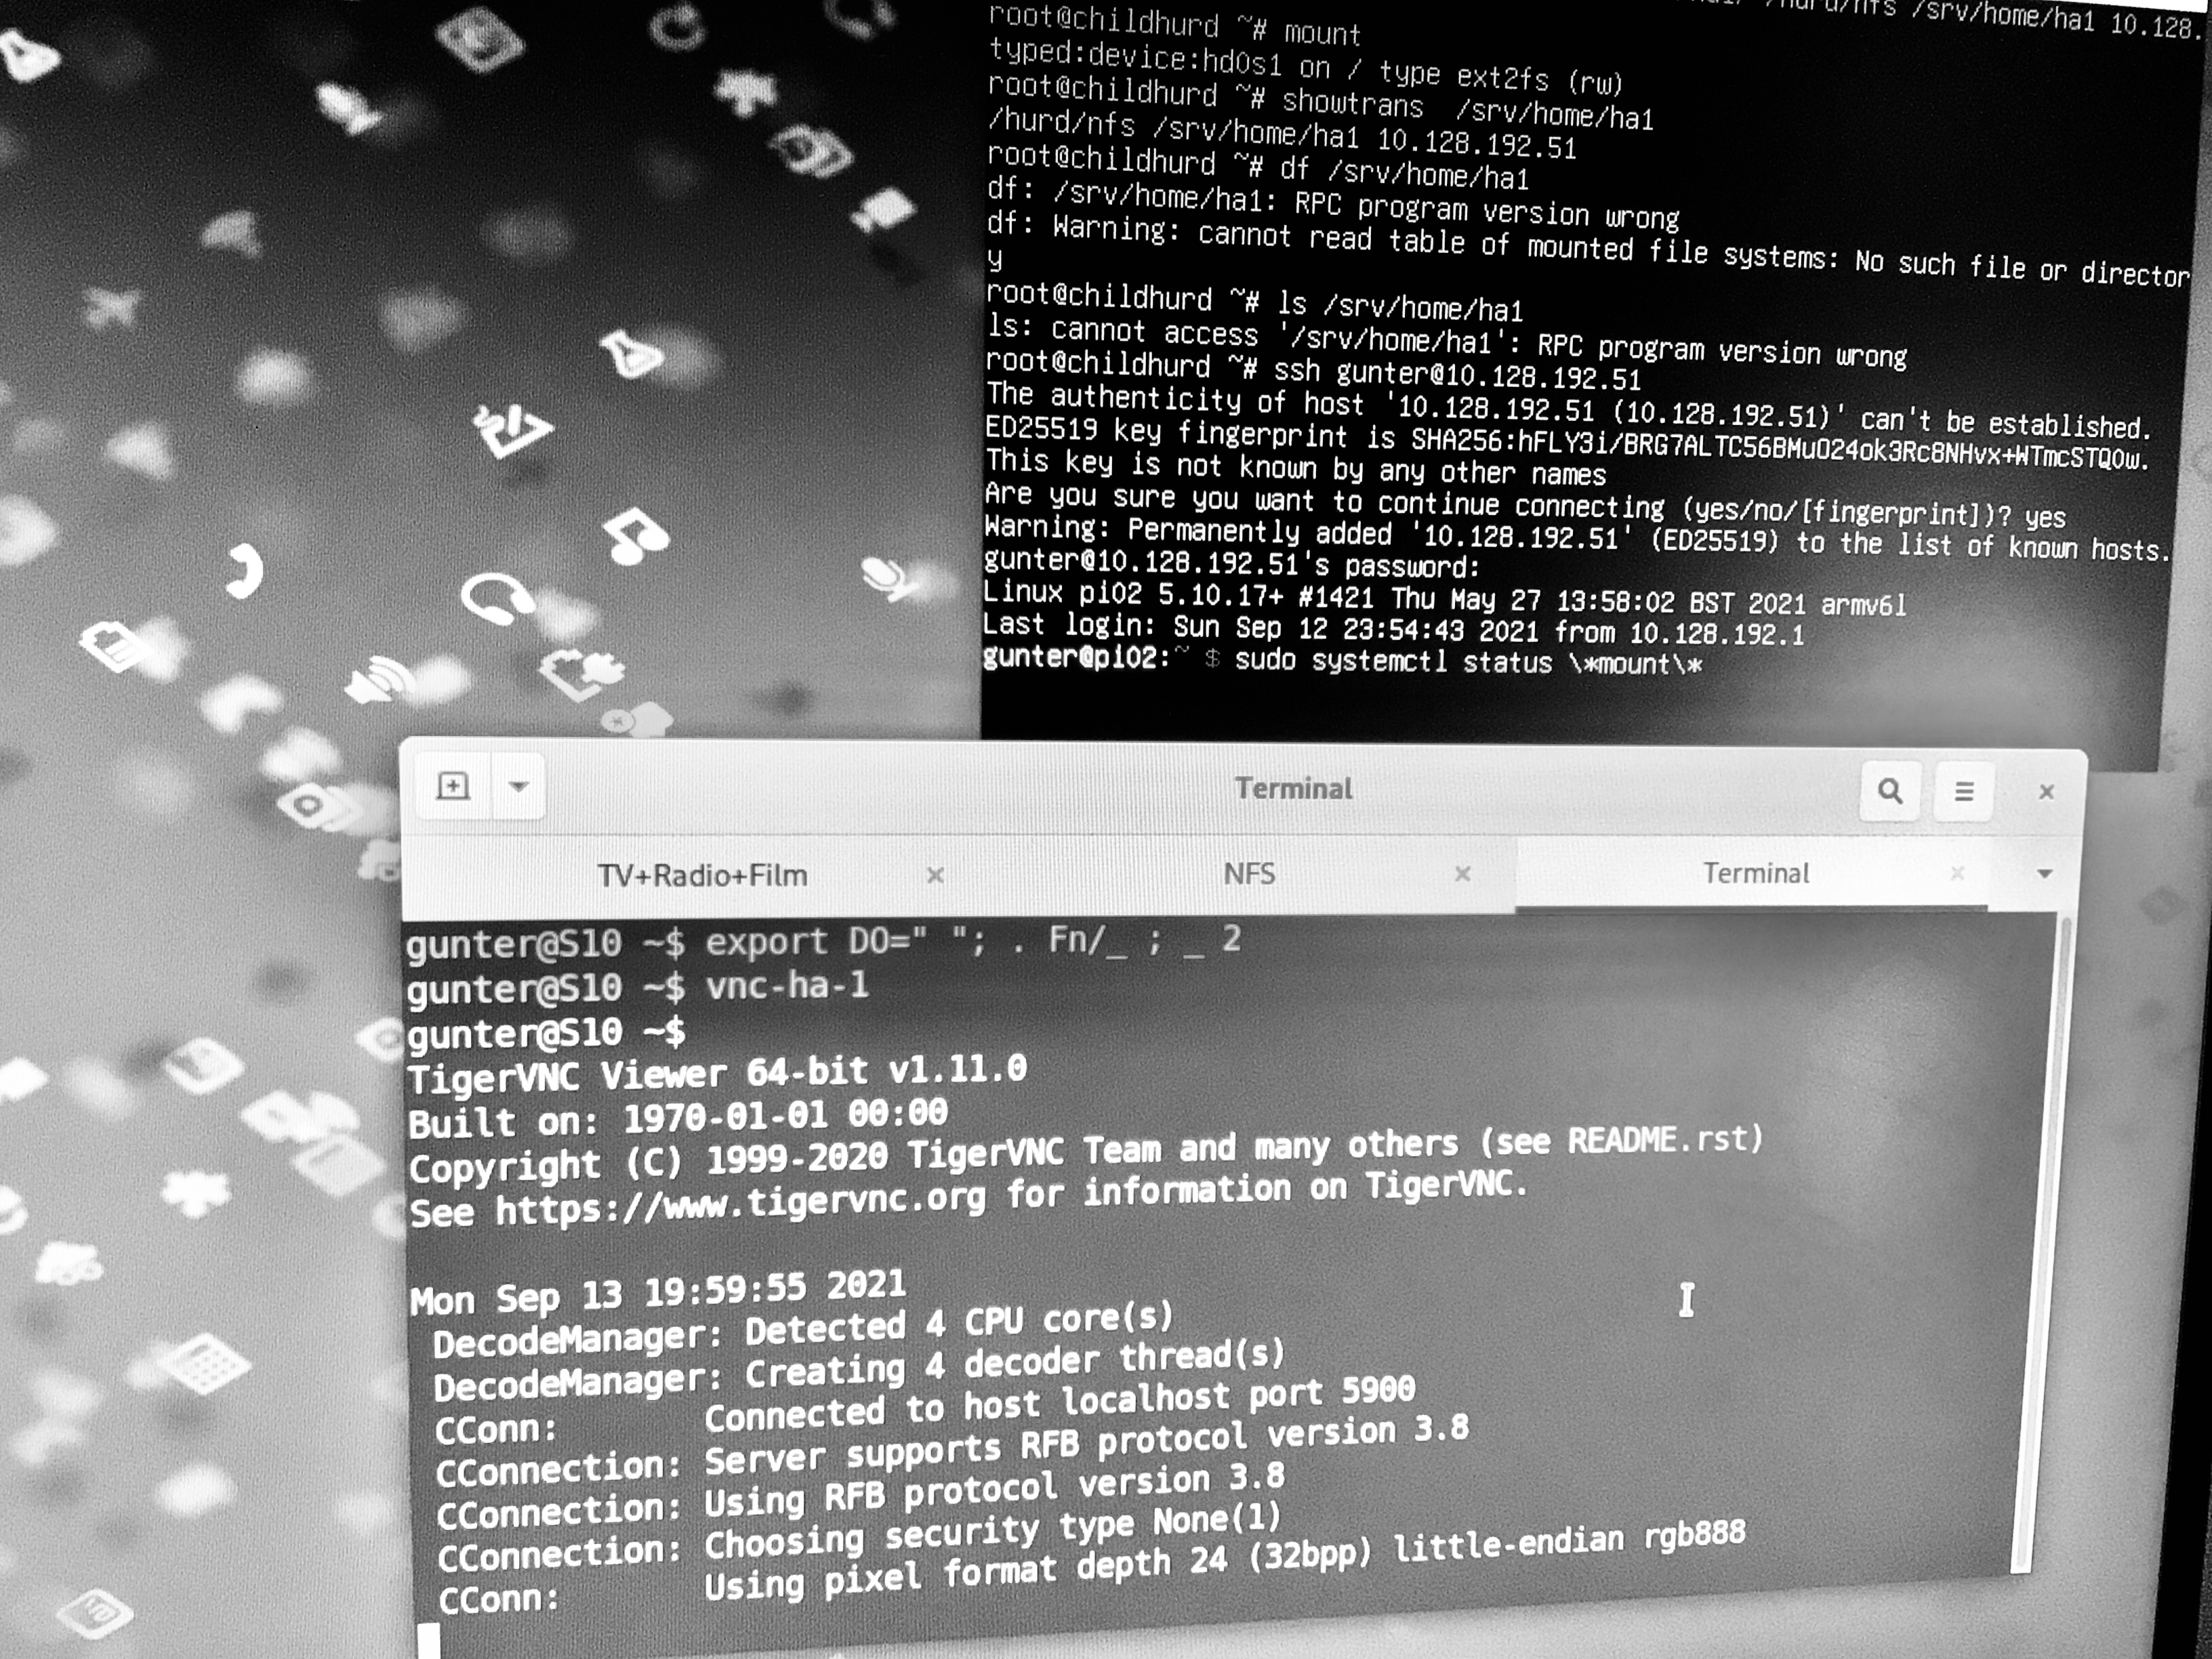 /hurd/nfs /srv/home/ha1 10.128.
root@childhurd ~# mount
typed:device:hd0s1 on / type ext2fs (rw)
root@childhurd ~# showtrans  /srv/home/ha1
/hurd/nfs /srv/home/ha1 10.128.192.51
root@childhurd ~# df /srv/home/ha1
df: /srv/home/ha1: RPC program version wrong
df: Warning: cannot read table of mounted file systems: No such file or director
y
root@childhurd ~# ls /srv/home/ha1
ls: cannot access '/srv/home/ha1': RPC program version wrong
root@childhurd ~# ssh gunter@10.128.192.51
The authenticity of host '10.128.192.51 (10.128.192.51)' can't be established.
ED25519 key fingerprint is SHA256:hFLY3i/BRG7ALTC56BMuO24ok3Rc8NHvx+WTmcSTQ0w.
This key is not known by any other names
Are you sure you want to continue connecting (yes/no/[fingerprint])? yes
Warning: Permanently added '10.128.192.51' (ED25519) to the list of known hosts.
gunter@10.128.192.51's password:
Linux pi02 5.10.17+ #1421 Thu May 27 13:58:02 BST 2021 armv6l
Last login: Sun Sep 12 23:54:43 2021 from 10.128.192.1
gunter@pi02:~ $ sudo systemctl status \*mount\*
Terminal
TV+Radio+Film
NFS
Terminal
gunter@S10 ~$ export DO=" "; . Fn/_ ; _ 2
gunter@S10 ~$ vnc-ha-1
gunter@S10 ~$
TigerVNC Viewer 64-bit v1.11.0
Built on: 1970-01-01 00:00
Copyright (C) 1999-2020 TigerVNC Team and many others (see README.rst)
See https://www.tigervnc.org for information on TigerVNC.
Mon Sep 13 19:59:55 2021
DecodeManager: Detected 4 CPU core(s)
DecodeManager: Creating 4 decoder thread(s)
CConn:       Connected to host localhost port 5900
CConnection: Server supports RFB protocol version 3.8
CConnection: Using RFB protocol version 3.8
CConnection: Choosing security type None(1)
CConn:       Using pixel format depth 24 (32bpp) little-endian rgb888